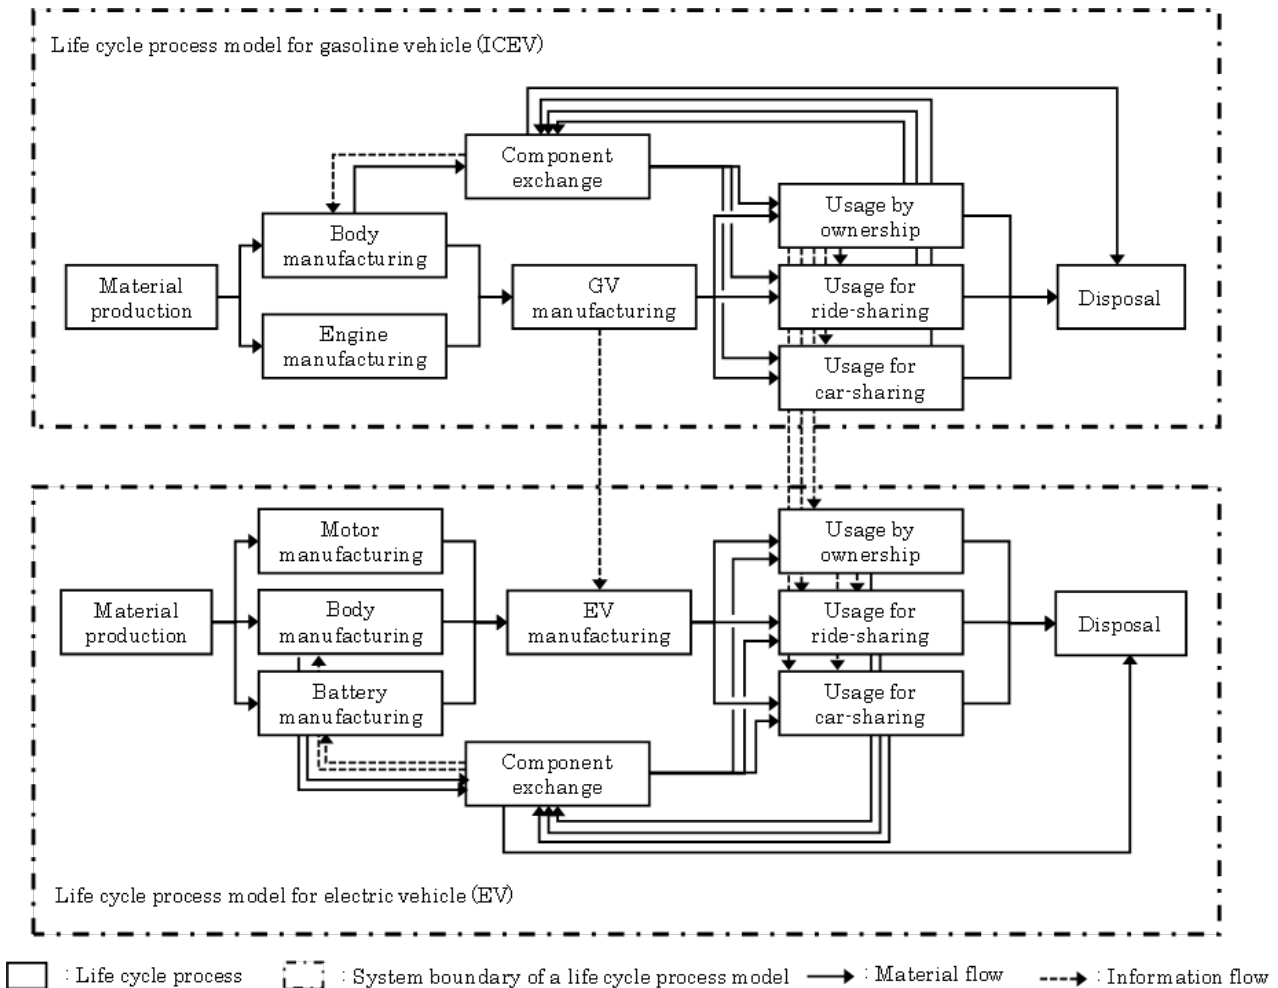 Life cycle process model for gasoline vehicle (ICEV)
Component
exchange
Usage by
ownership
Body
manufacturing
Material
production
GV
manufacturing
Usage for
ride-sharing
Disposal
Engine
manufacturing
Usage for
car-sharing
Motor
manufacturing
Usage by
ownership
Material
production
Body
manufacturing
EV
manufacturing
Usage for
ride-sharing
Disposal
Battery
manufacturing
Usage for
car-sharing
Component
exchange
Life cycle process model for electric vehicle (EV)
: Life cycle process : System boundary of a life cycle process model : Material flow : Information flow